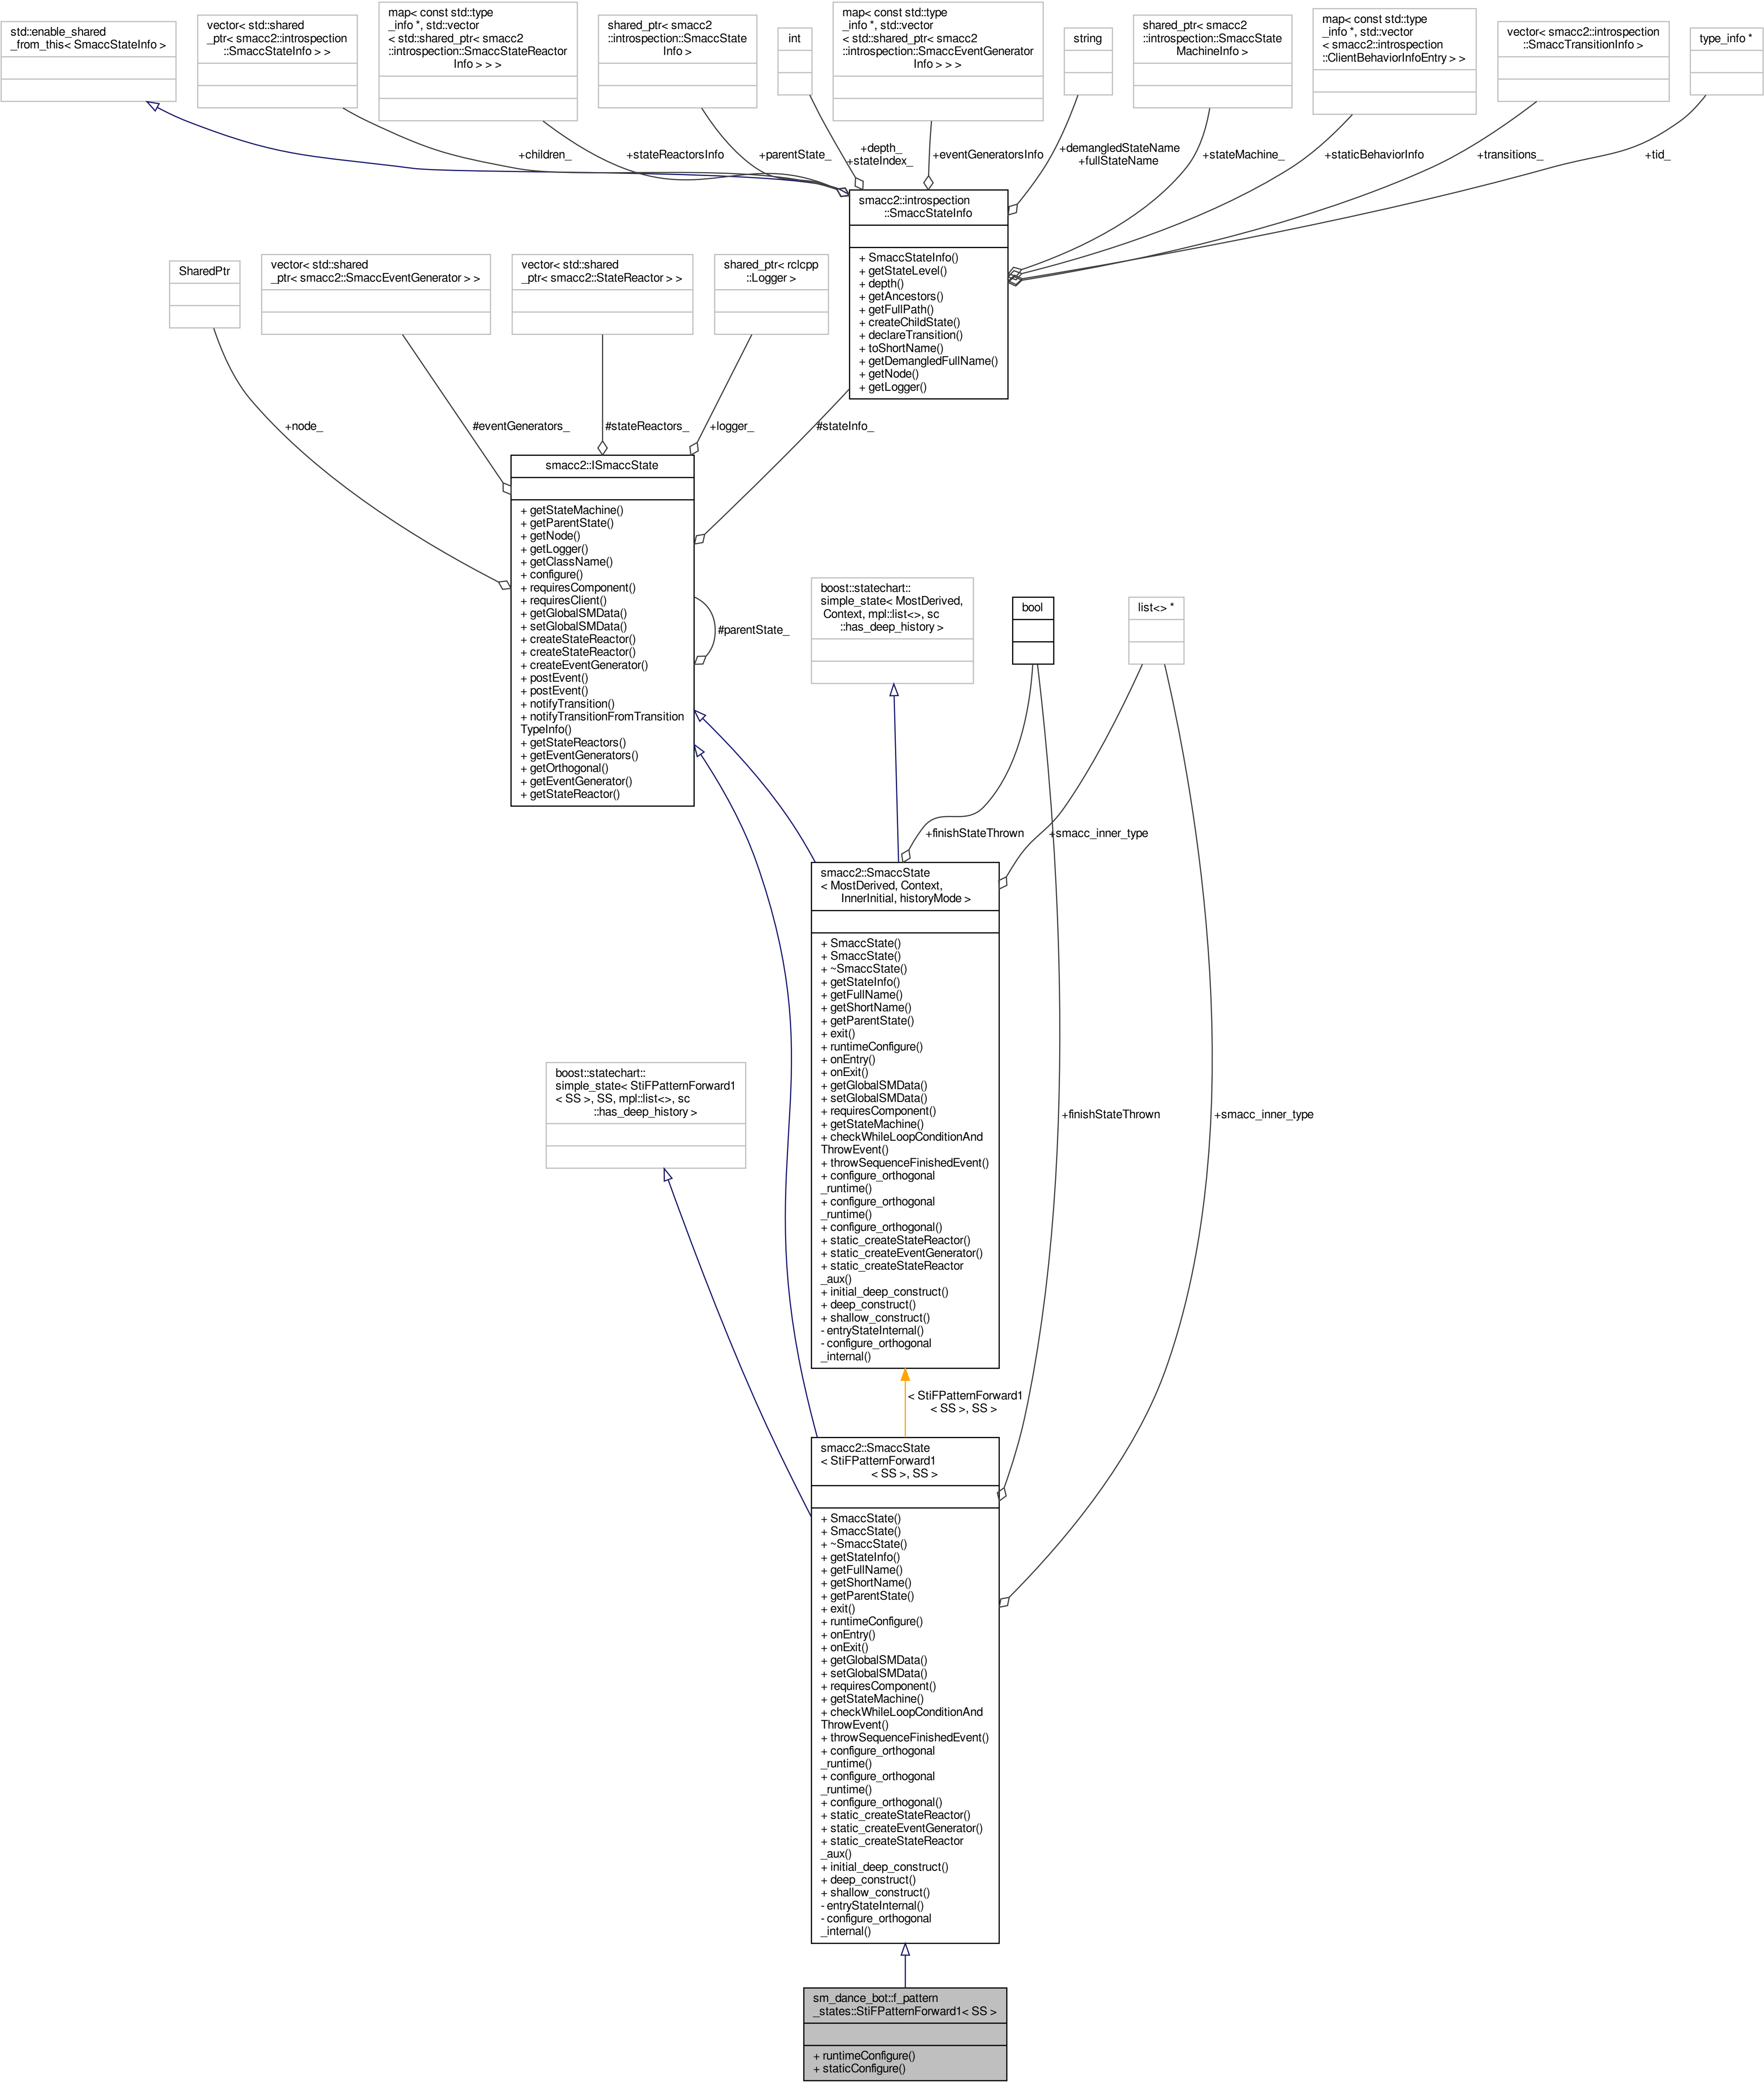 std::enable_shared
_from_this< SmaccStateInfo >
vector< std::shared
_ptr< smacc2::introspection
::SmaccStateInfo > >
map< const std::type
_info *, std::vector
< std::shared_ptr< smacc2
::introspection::SmaccStateReactor
Info > > >
shared_ptr< smacc2
::introspection::SmaccState
Info >
int
map< const std::type
_info *, std::vector
< std::shared_ptr< smacc2
::introspection::SmaccEventGenerator
Info > > >
string
shared_ptr< smacc2
::introspection::SmaccState
MachineInfo >
map< const std::type
_info *, std::vector
< smacc2::introspection
::ClientBehaviorInfoEntry > >
vector< smacc2::introspection
::SmaccTransitionInfo >
type_info *
+children_
+stateReactorsInfo
+parentState_
+depth_
+stateIndex_
+eventGeneratorsInfo
+demangledStateName
+fullStateName
+stateMachine_
+staticBehaviorInfo
+transitions_
+tid_
smacc2::introspection
::SmaccStateInfo
+ SmaccStateInfo()
+ getStateLevel()
+ depth()
+ getAncestors()
+ getFullPath()
+ createChildState()
+ declareTransition()
+ toShortName()
+ getDemangledFullName()
+ getNode()
+ getLogger()
SharedPtr
vector< std::shared
_ptr< smacc2::SmaccEventGenerator > >
vector< std::shared
_ptr< smacc2::StateReactor > >
shared_ptr< rclcpp
::Logger >
+node_
#eventGenerators_
#stateReactors_
+logger_
#stateInfo_
smacc2::ISmaccState
+ getStateMachine()
+ getParentState()
+ getNode()
+ getLogger()
+ getClassName()
+ configure()
+ requiresComponent()
+ requiresClient()
+ getGlobalSMData()
+ setGlobalSMData()
+ createStateReactor()
+ createStateReactor()
+ createEventGenerator()
+ postEvent()
+ postEvent()
+ notifyTransition()
+ notifyTransitionFromTransition
TypeInfo()
+ getStateReactors()
+ getEventGenerators()
+ getOrthogonal()
+ getEventGenerator()
+ getStateReactor()
#parentState_
boost::statechart::
simple_state< MostDerived,
Context, mpl::list<>, sc
::has_deep_history >
bool
list<> *
+finishStateThrown
+smacc_inner_type
smacc2::SmaccState
< MostDerived, Context,
InnerInitial, historyMode >
+ SmaccState()
+ SmaccState()
+ ~SmaccState()
+ getStateInfo()
+ getFullName()
+ getShortName()
+ getParentState()
+ exit()
+ runtimeConfigure()
+ onEntry()
+ onExit()
+ getGlobalSMData()
+ setGlobalSMData()
+ requiresComponent()
+ getStateMachine()
+ checkWhileLoopConditionAnd
ThrowEvent()
+ throwSequenceFinishedEvent()
+ configure_orthogonal
_runtime()
+ configure_orthogonal
_runtime()
+ configure_orthogonal()
+ static_createStateReactor()
+ static_createEventGenerator()
+ static_createStateReactor
_aux()
+ initial_deep_construct()
+ deep_construct()
+ shallow_construct()
- entryStateInternal()
- configure_orthogonal
_internal()
boost::statechart::
simple_state< StiFPatternForward1
< SS >, SS, mpl::list<>, sc
::has_deep_history >
+finishStateThrown
+smacc_inner_type
< StiFPatternForward1
< SS >, SS >
smacc2::SmaccState
< StiFPatternForward1
< SS >, SS >
+ SmaccState()
+ SmaccState()
+ ~SmaccState()
+ getStateInfo()
+ getFullName()
+ getShortName()
+ getParentState()
+ exit()
+ runtimeConfigure()
+ onEntry()
+ onExit()
+ getGlobalSMData()
+ setGlobalSMData()
+ requiresComponent()
+ getStateMachine()
+ checkWhileLoopConditionAnd
ThrowEvent()
+ throwSequenceFinishedEvent()
+ configure_orthogonal
_runtime()
+ configure_orthogonal
_runtime()
+ configure_orthogonal()
+ static_createStateReactor()
+ static_createEventGenerator()
+ static_createStateReactor
_aux()
+ initial_deep_construct()
+ deep_construct()
+ shallow_construct()
- entryStateInternal()
- configure_orthogonal
_internal()
sm_dance_bot::f_pattern
_states::StiFPatternForward1< SS >
+ runtimeConfigure()
+ staticConfigure()